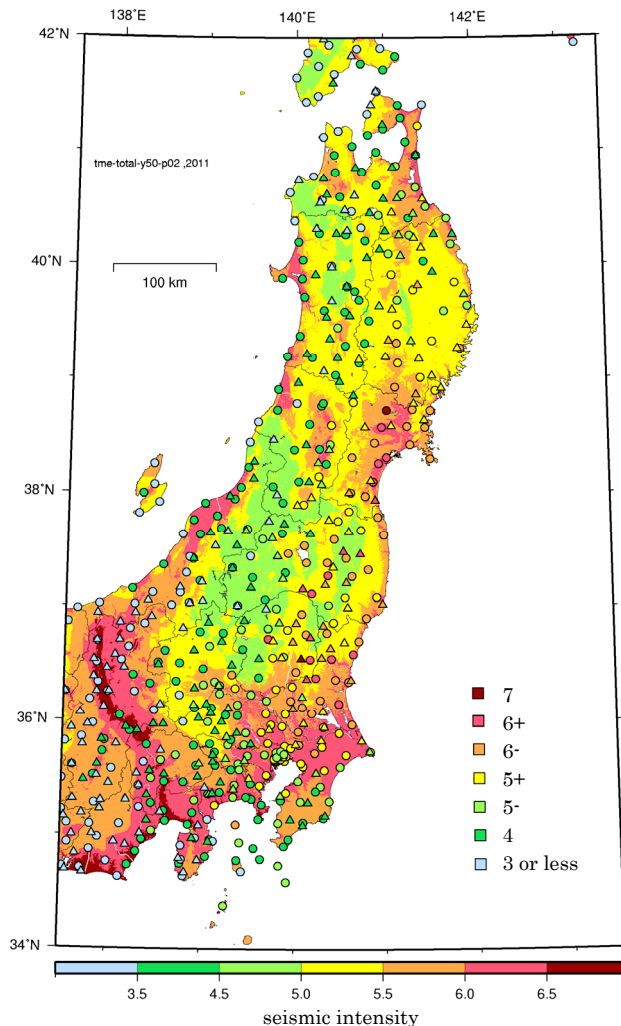 138°E 140°E 142°E
42°N
tme-total-y50-p02 ,2011
40°N
100 km
38°N
36°N
7
6+
6-
5+
5-
4
3 or less
34°N
3.5 4.5 5.0 5.5 6.0 6.5
seismic intensity